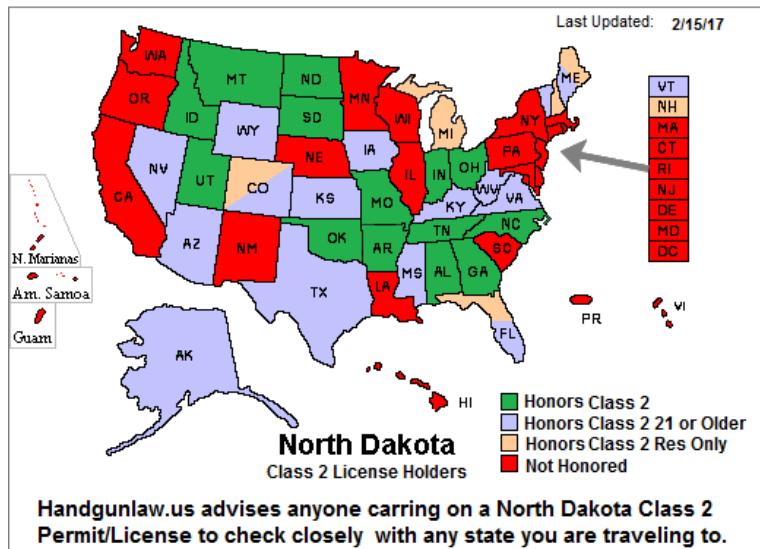 Last Updated: 2/15/17
WA
MT
ND
MN
ME
VT
OR
ID
SD
WI
MI
NY
NH
WY
MA
NV
NE
IA
PA
CT
UT
CO
IL
IN
OH
RI
CA
KS
MO
WV
VA
NJ
KY
DE
AZ
NM
OK
AR
TN
NC
MD
SC
DC
TX
LA
MS
AL
GA
FL
N. Marianas
Am. Samoa
Guam
AK
HI
PR
VI
Honors Class 2
Honors Class 2 21 or Older
Honors Class 2 Res Only
Not Honored
North Dakota
Class 2 License Holders
Handgunlaw.us advises anyone carring on a North Dakota Class 2
Permit/License to check closely with any state you are traveling to.